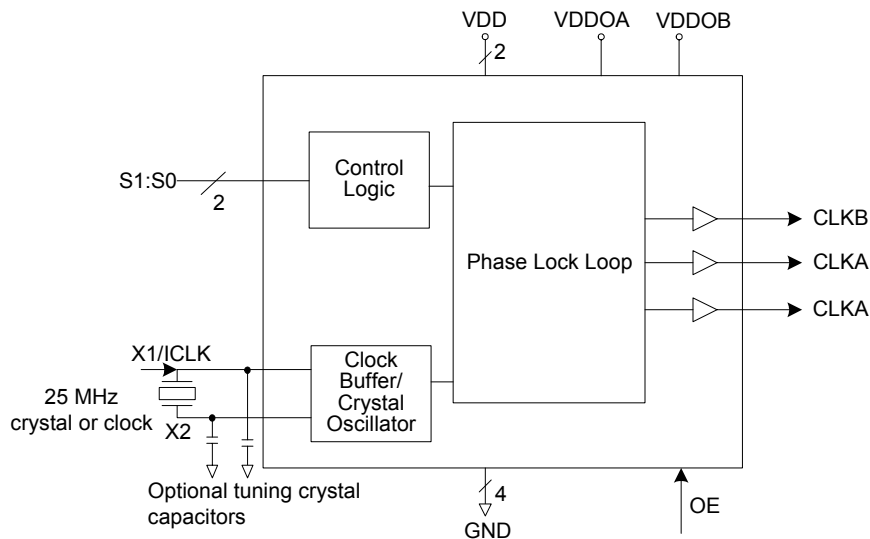 VDD
VDDOA
VDDOB
2
S1:S0
2
Control
Logic
Phase Lock Loop
CLKB
CLKA
CLKA
X1/ICLK
25 MHz
crystal or clock
X2
Clock
Buffer/
Crystal
Oscillator
Optional tuning crystal
capacitors
4
GND
OE